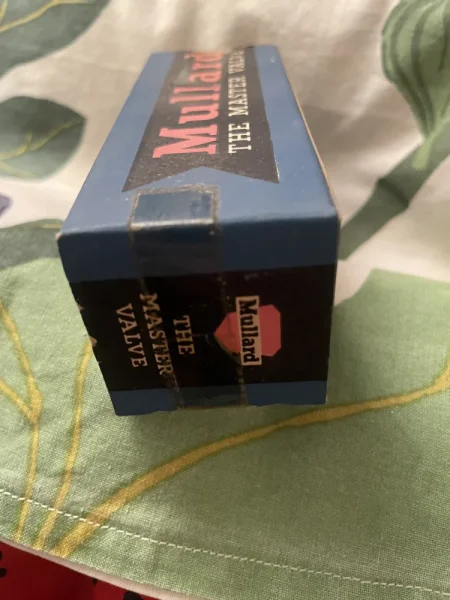 Mullard
THE MASTER VALVE
THE
MASTER
VALVE
Mullard